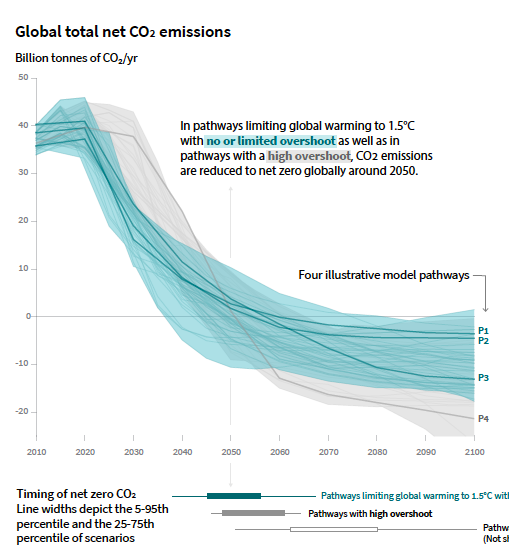 Global total net CO₂ emissions
Billion tonnes of CO₂/yr
50
40
30
20
10
0
-10
-20
In pathways limiting global warming to 1.5°C
with no or limited overshoot as well as in
pathways with a high overshoot, CO₂ emissions
are reduced to net zero globally around 2050.
Four illustrative model pathways
P1
P2
P3
P4
2010 2020 2030 2040 2050 2060 2070 2080 2090 2100
Timing of net zero CO₂
Line widths depict the 5-95th
percentile and the 25-75th
percentile of scenarios
Pathways limiting global warming to 1.5°C wit
Pathways with high overshoot
Pathw
(Not s